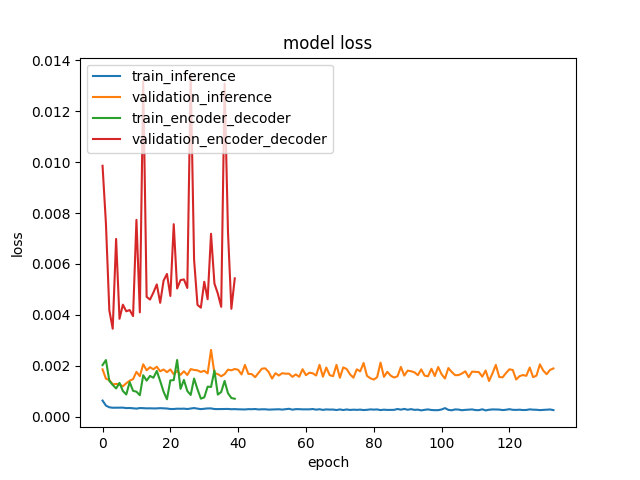 model loss
loss
0.014
0.012
0.010
0.008
0.006
0.004
0.002
0.000
train_inference
validation_inference
train_encoder_decoder
validation_encoder_decoder
0 20 40 60 80 100 120
epoch